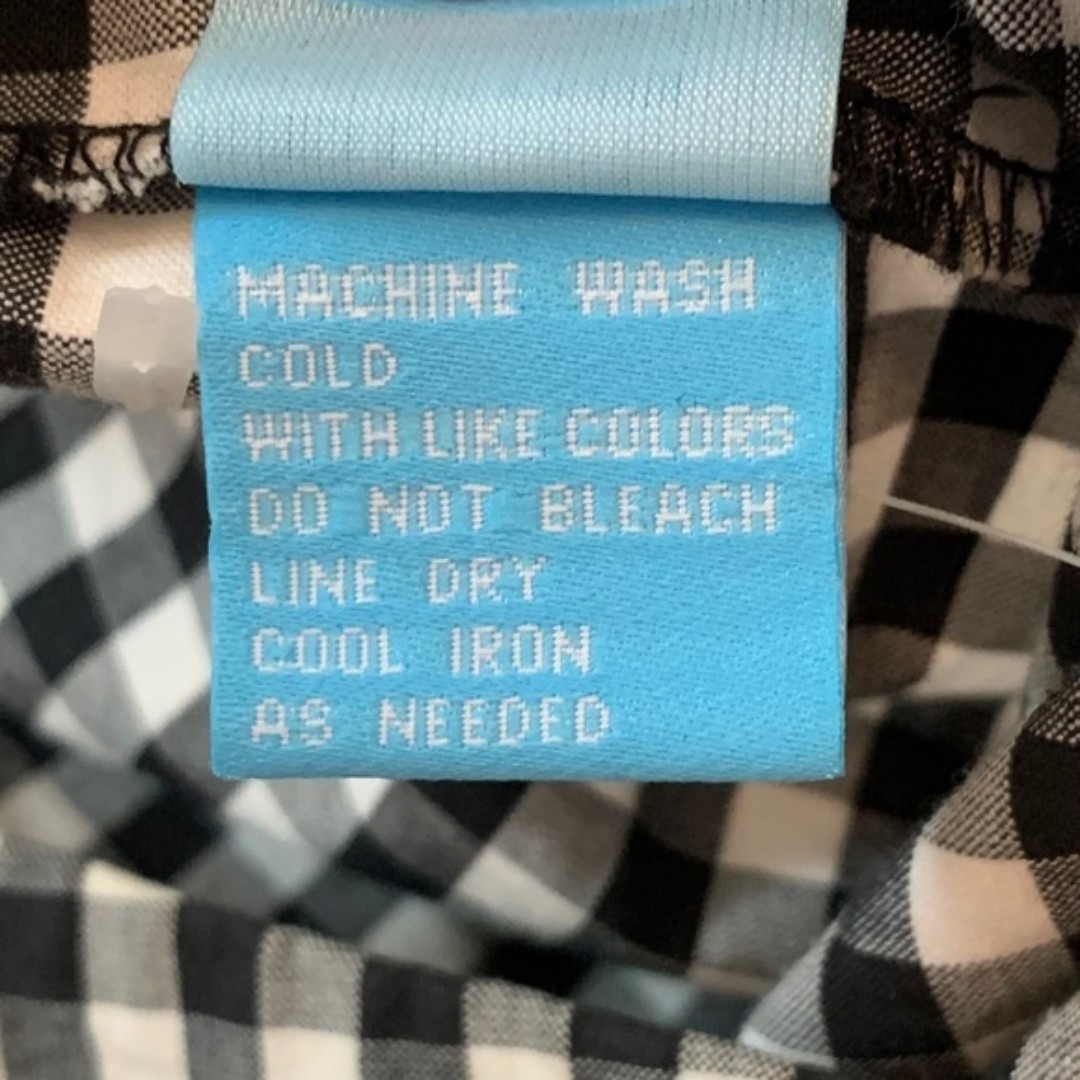 MACHINE WASH
COLD
WITH LIKE COLORS
DO NOT BLEACH
LINE DRY
COOL IRON
AS NEEDED